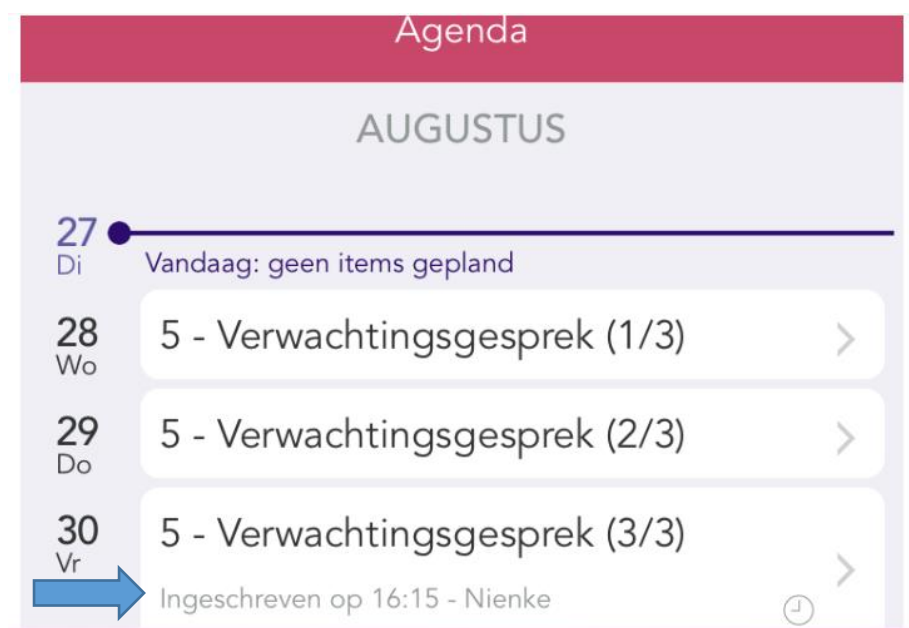 Agenda
AUGUSTUS
27
Di
Vandaag: geen items gepland
28
Wo
5 - Verwachtingsgesprek (1/3)
29
Do
5 - Verwachtingsgesprek (2/3)
30
Vr
5 - Verwachtingsgesprek (3/3)
Ingeschreven op 16:15 - Nienke